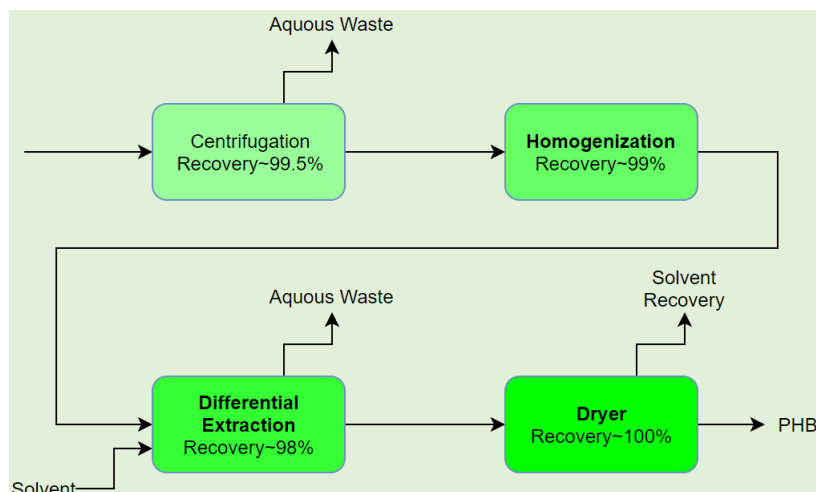 Aquous Waste
Centrifugation
Recovery~99.5%
Homogenization
Recovery~99%
Aquous Waste
Solvent
Recovery
Differential
Extraction
Recovery~98%
Dryer
Recovery~100%
PHB
Solvent